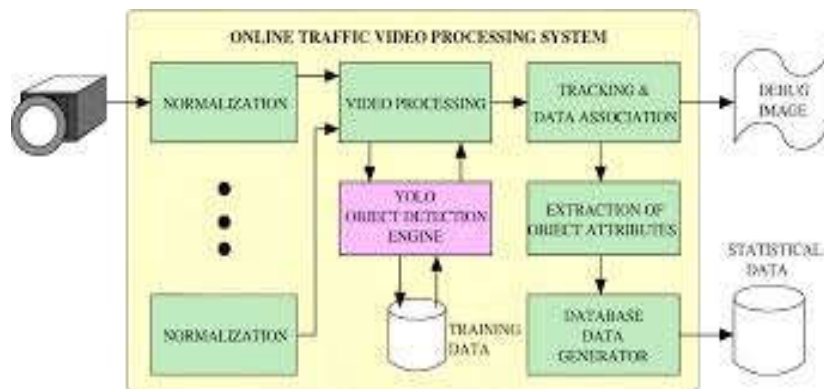 ONLINE TRAFFIC VIDEO PROCESSING SYSTEM
NORMALIZATION
VIDEO PROCESSING
TRACKING &
DATA ASSOCIATION
DEBUG
IMAGE
YOLO
OBJECT DETECTION
ENGINE
EXTRACTION OF
OBJECT ATTRIBUTES
STATISTICAL
DATA
NORMALIZATION
TRAINING
DATA
DATABASE
DATA
GENERATOR